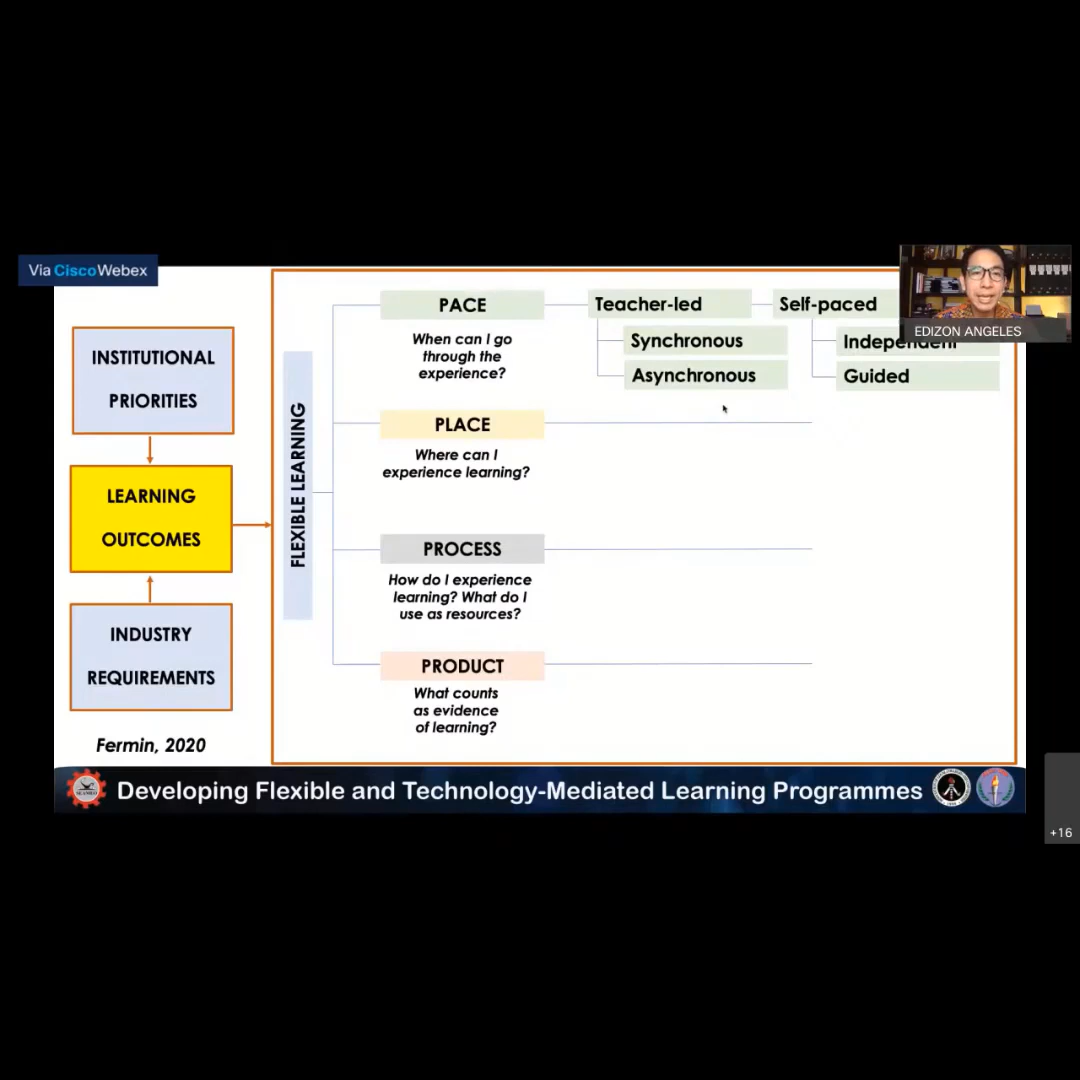 Via CiscoWebex
INSTITUTIONAL
PRIORITIES
LEARNING
OUTCOMES
INDUSTRY
REQUIREMENTS
Fermin, 2020
FLEXIBLE LEARNING
PACE
When can I go
through the
experience?
Teacher-led
Synchronous
Asynchronous
Self-paced
Independent
Guided
EDIZON ANGELES
PLACE
Where can I
experience learning?
PROCESS
How do I experience
learning? What do I
use as resources?
PRODUCT
What counts
as evidence
of learning?
Developing Flexible and Technology-Mediated Learning Programmes
+16